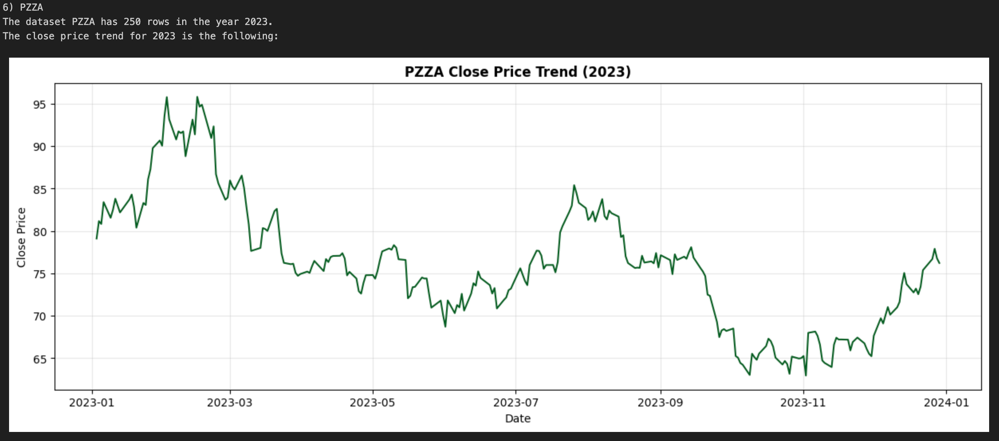 6) PZZA
The dataset PZZA has 250 rows in the year 2023.
The close price trend for 2023 is the following:
PZZA Close Price Trend (2023)
Close Price
95
90
85
80
75
70
65
2023-01
2023-03
2023-05
2023-07
2023-09
2023-11
2024-01
Date